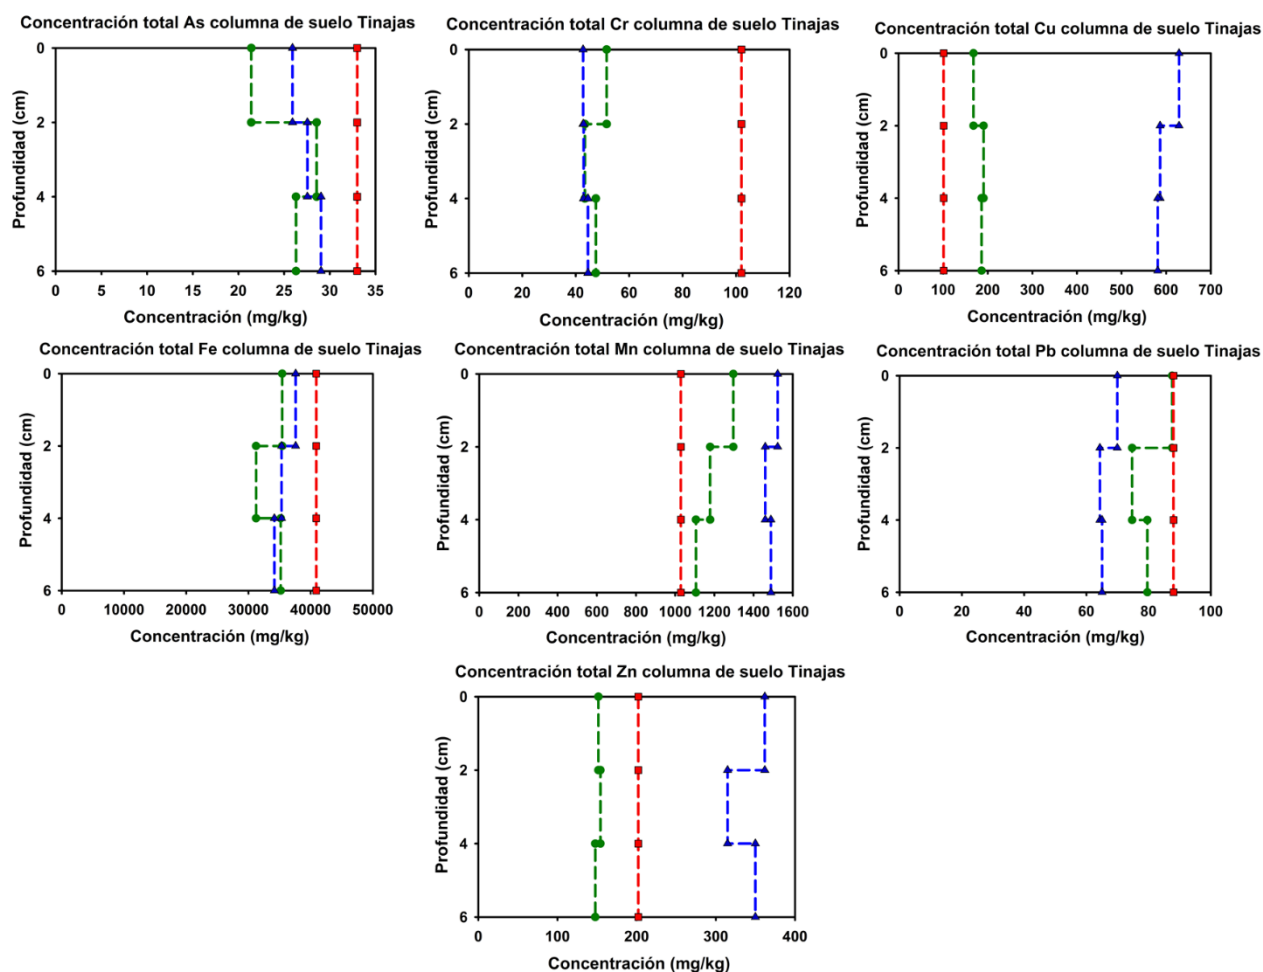 Concentración total As columna de suelo Tinajas
Profundidad (cm)
0
2
4
6
0 5 10 15 20 25 30 35
Concentración (mg/kg)
Concentración total Cr columna de suelo Tinajas
Profundidad (cm)
0
2
4
6
0 20 40 60 80 100 120
Concentración (mg/kg)
Concentración total Cu columna de suelo Tinajas
Profundidad (cm)
0
2
4
6
0 100 200 300 400 500 600 700
Concentración (mg/kg)
Concentración total Fe columna de suelo Tinajas
Profundidad (cm)
0
2
4
6
0 10000 20000 30000 40000 50000
Concentración (mg/kg)
Concentración total Mn columna de suelo Tinajas
Profundidad (cm)
0
2
4
6
0 200 400 600 800 1000 1200 1400 1600
Concentración (mg/kg)
Concentración total Pb columna de suelo Tinajas
Profundidad (cm)
0
2
4
6
0 20 40 60 80 100
Concentración (mg/kg)
Concentración total Zn columna de suelo Tinajas
Profundidad (cm)
0
2
4
6
0 100 200 300 400
Concentración (mg/kg)